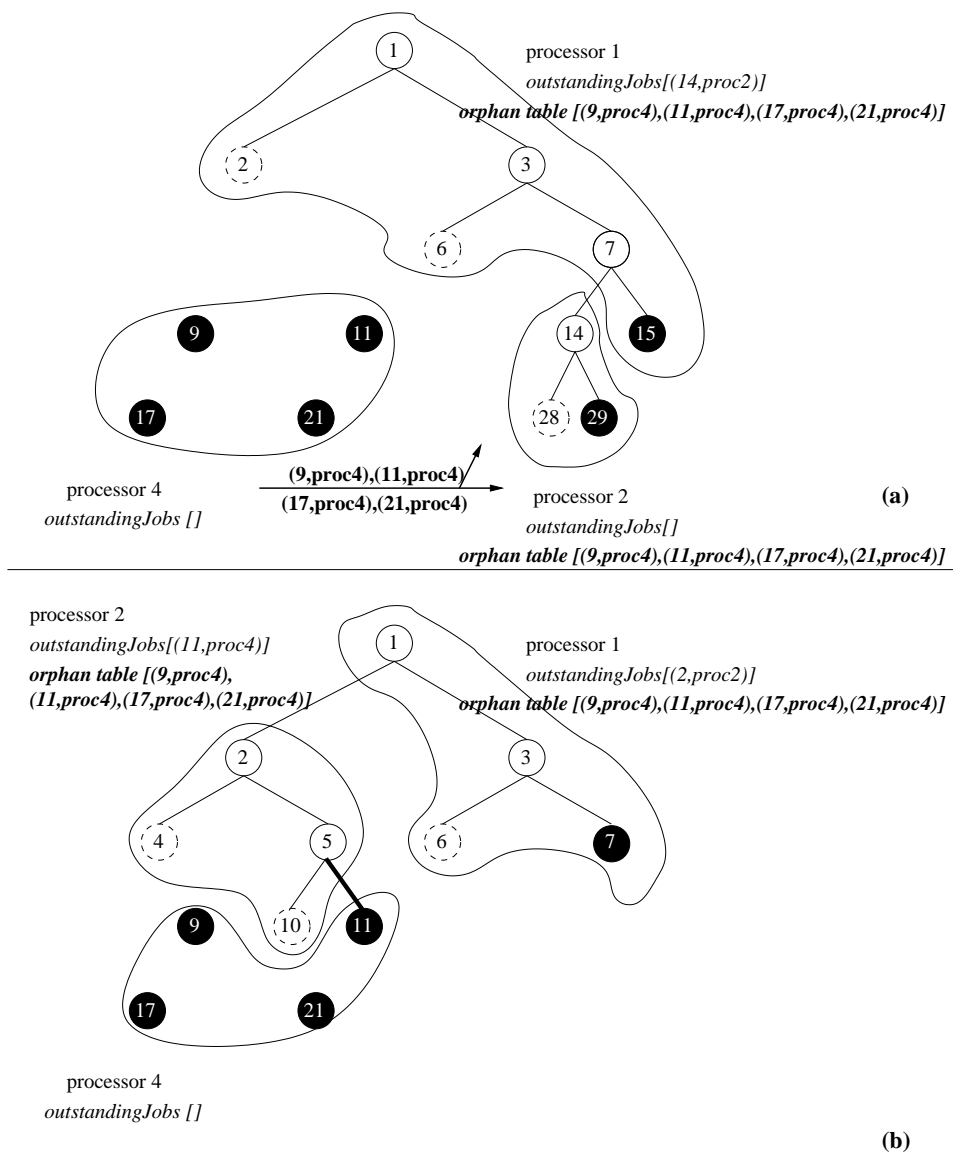 1
processor 1
outstandingJobs[(14,proc2)]
orphan table [(9,proc4),(11,proc4),(17,proc4),(21,proc4)]
2
3
6
7
9
11
14
15
17
21
28
29
(9,proc4),(11,proc4)
(17,proc4),(21,proc4)
processor 4
outstandingJobs []
processor 2
outstandingJobs[]
orphan table [(9,proc4),(11,proc4),(17,proc4),(21,proc4)]
(a)
processor 2
outstandingJobs[(11,proc4)]
orphan table [(9,proc4),
(11,proc4),(17,proc4),(21,proc4)]
1
processor 1
outstandingJobs[(2,proc2)]
orphan table [(9,proc4),(11,proc4),(17,proc4),(21,proc4)]
2
3
4
5
6
7
9
10
11
17
21
processor 4
outstandingJobs []
(b)